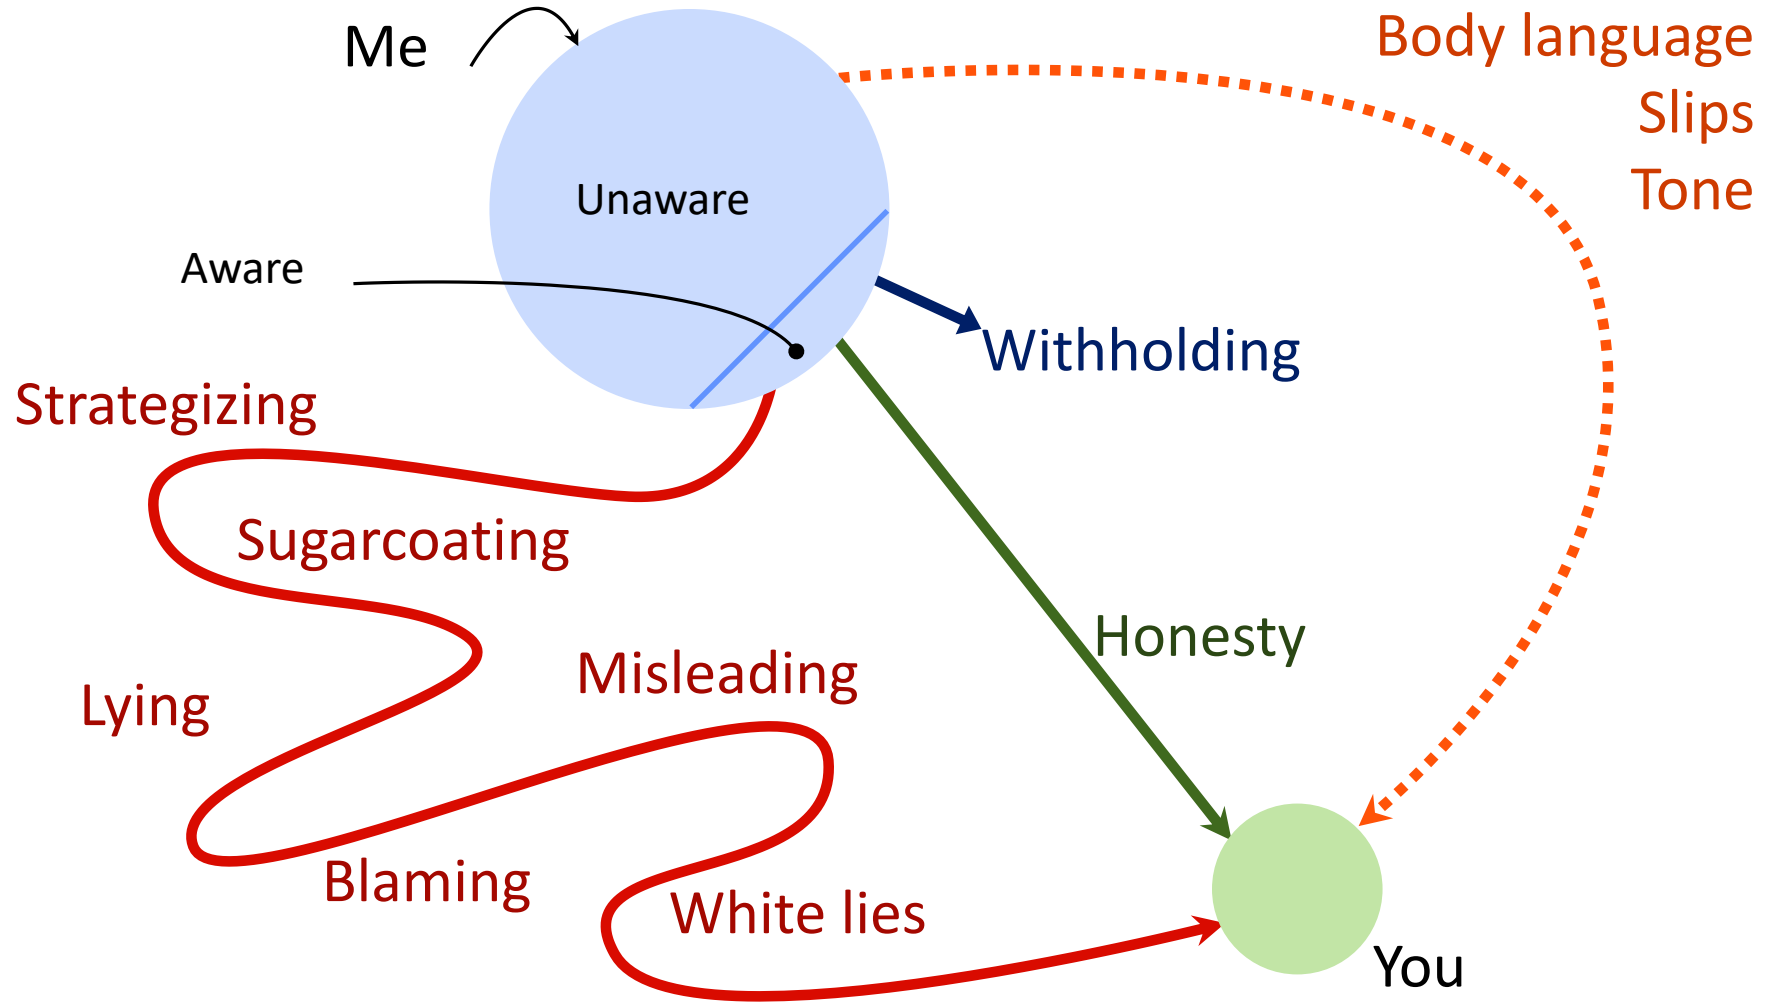 Me
Body language
Slips
Tone
Unaware
Aware
Withholding
Strategizing
Sugarcoating
Honesty
Misleading
Lying
Blaming
White lies
You